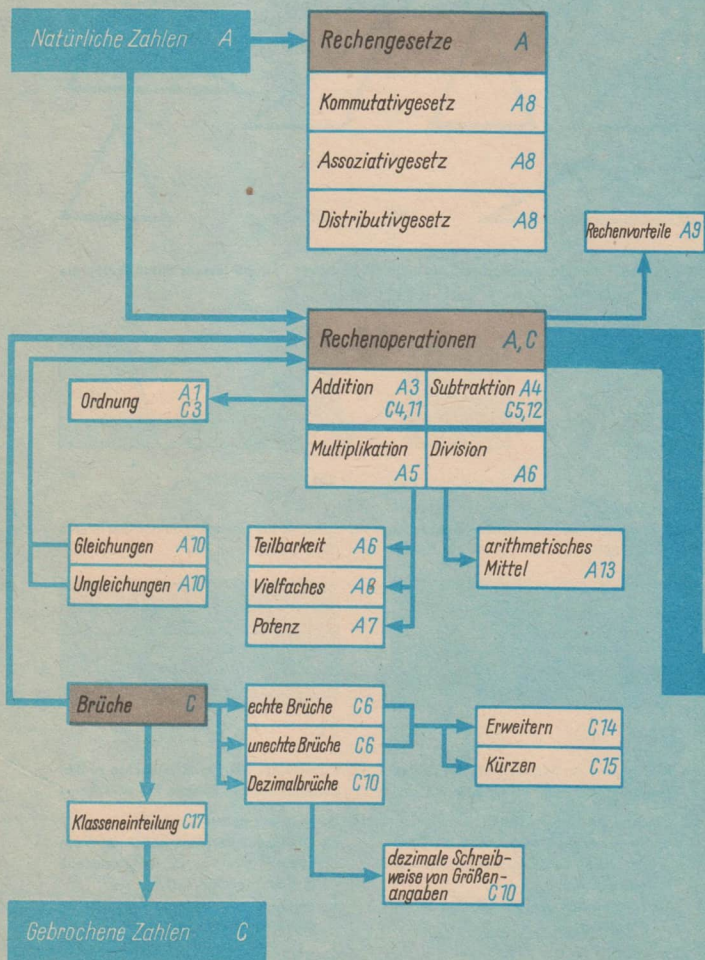 Natürliche Zahlen A
Rechengesetze A
Kommutativgesetz A8
Assoziativgesetz A8
Distributivgesetz A8
Rechenvorteile A9
Rechenoperationen A,C
Addition A3
C4,11
Subtraktion A4
C5,12
Multiplikation
A5
Division
A6
Ordnung A1
C3
Gleichungen A10
Ungleichungen A10
Teilbarkeit A6
Vielfaches A6
Potenz A7
arithmetisches
Mittel A13
Brüche C
echte Brüche C6
unechte Brüche C6
Dezimalbrüche C10
Erweitern C14
Kürzen C15
Klasseneinteilung C17
dezimale Schreib-
weise von Größen-
angaben C10
Gebrochene Zahlen C